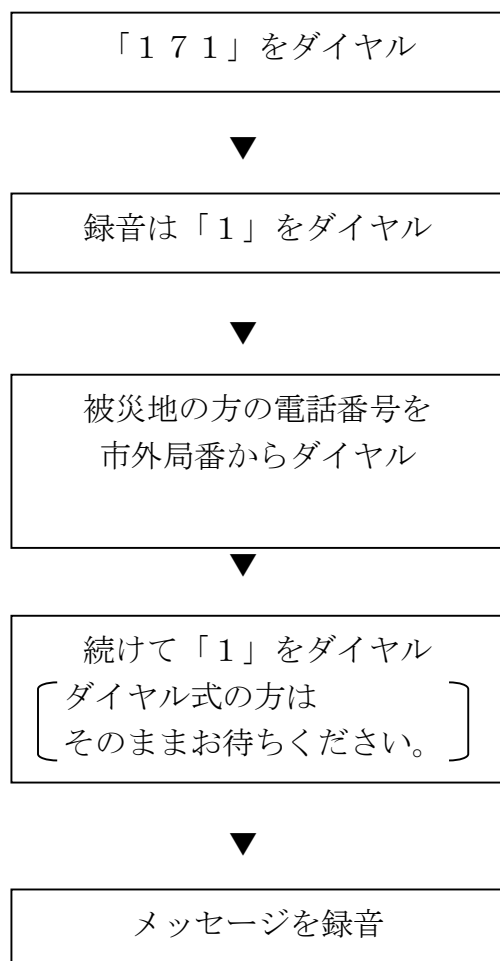 「１７１」をダイヤル
▼
録音は「１」をダイヤル
▼
被災地の方の電話番号を
市外局番からダイヤル
▼
続けて「１」をダイヤル
ダイヤル式の方は
そのままお待ちください。
▼
メッセージを録音